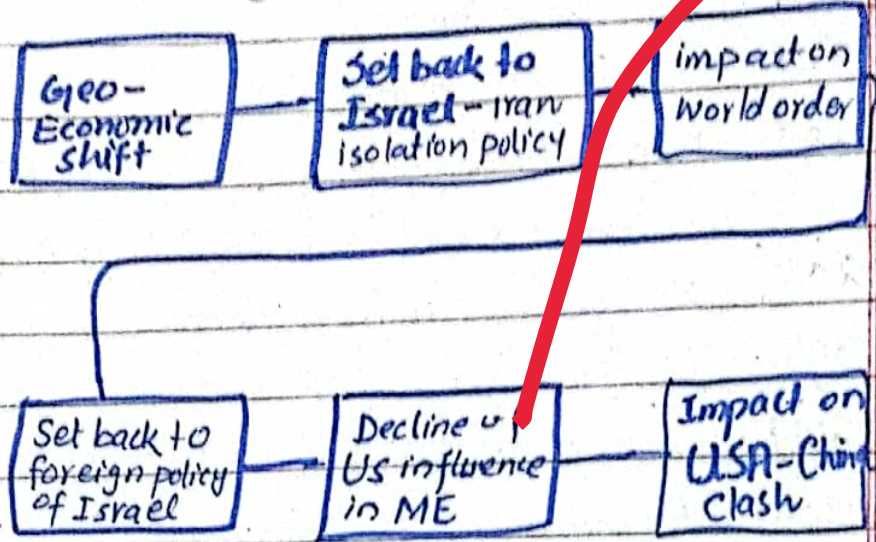 Geo-
Economic
shift
Set back to
Israel-iran
isolation policy
impact on
world order
Set back to
foreign policy
of Israel
Decline of
Us influence
in ME
Impact on
USA-China
Clash